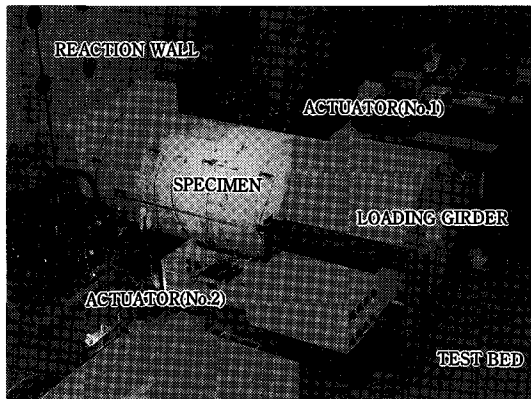 REACTION WALL
ACTUATOR(No.1)
SPECIMEN
LOADING GIRDER
ACTUATOR(No.2)
TEST BED